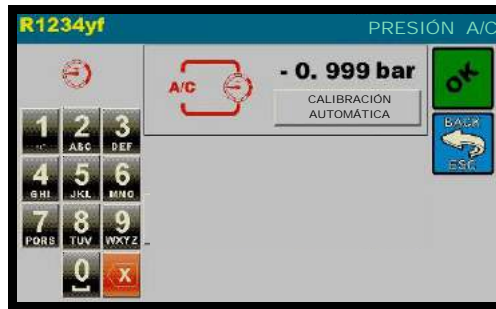 R1234yf PRESIÓN A/C
A/C - 0. 999 bar
CALIBRACIÓN
AUTOMÁTICA
OK
BACK
ESC
1 2 3
ABC DEF
4 5 6
GHI JKL MNO
7 8 9
PQRS TUV WXYZ
0 X